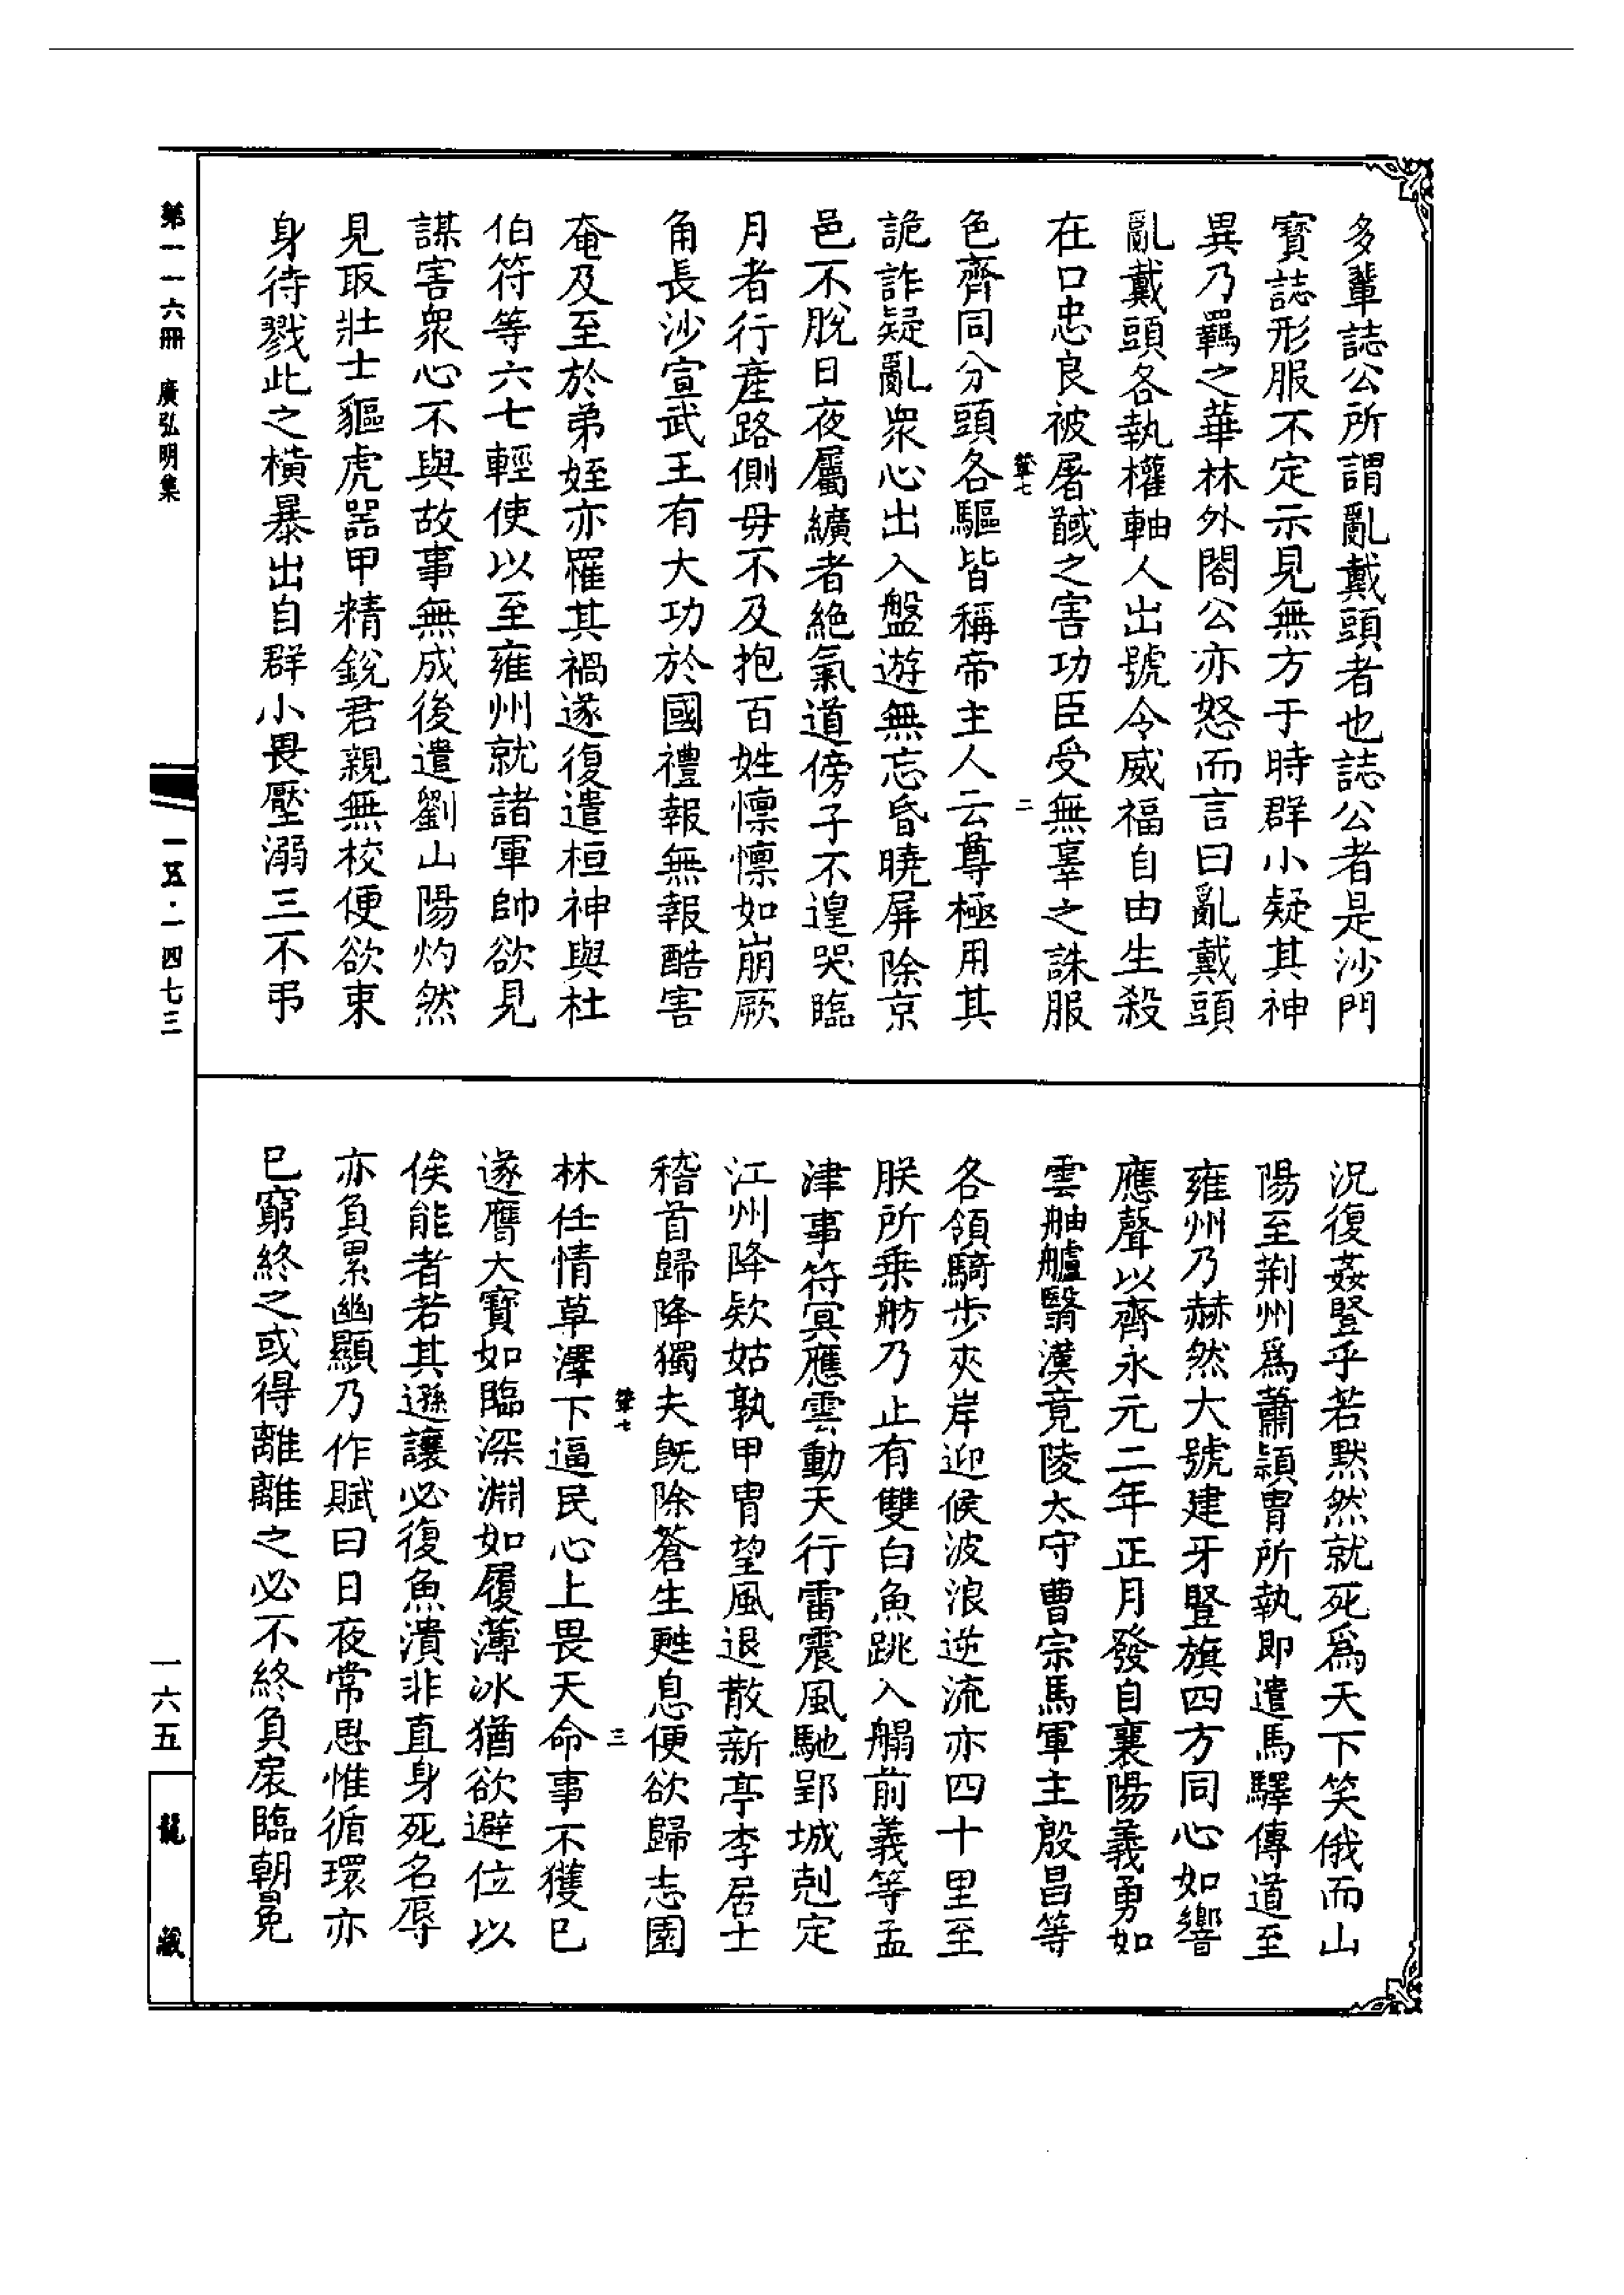 多輩誌公所謂亂戴頭者也誌公者是沙門
寶誌形服不定示見無方于時群小疑其神
異乃羈之華林外閤公亦怒而言曰亂戴頭
亂戴頭各執權軸人出號令威福自由生殺
在口忠良被屠馘之害功臣受無辜之誅服
二
色齊同分頭各驅皆稱帝主人云尊極用其
詭詐疑亂衆心出入盤遊無忘昏曉屏除京
邑不脫日夜屬纊者絶氣道傍子不遑哭臨
月者行產路側毋不及抱百姓懍懍如崩厥
角長沙宣武王有大功於國禮報無報酷害
奄及至於弟姪亦罹其禍遂復遣桓神與杜
伯符等六七輕使以至雍州就諸軍帥欲見
謀害衆心不與故事無成後遣劉山陽灼然
見取壯士貙虎器甲精銳君親無校便欲束
身待戮此之橫暴出自群小畏壓溺三不弔
況復姦豎乎若默然就死爲天下笑俄而山
陽至荆州爲蕭穎冑所執即遣馬驛傳道至
雍州乃赫然大號建牙豎旗四方同心如響
應聲以齊永元二年正月發自襄陽義勇如
雲舳艫翳漢竟陵太守曹宗馬軍主殷昌等
各領騎步夾岸迎候波浪逆流亦四十里至
朕所乗舫乃止有雙白魚跳入艒前義等孟
津事符冥應雲動天行雷震風馳郢城剋定
江州降欵姑孰甲冑望風退散新亭李居士
稽首歸降獨夫旣除蒼生甦息便欲歸志園
三
林任情草澤下逼民心上畏天命事不獲已
遂膺大寶如臨深淵如履薄冰猶欲避位以
俟能者若其遜讓必復魚潰非直身死名辱
亦負累幽顯乃作賦曰日夜常思惟循環亦
已窮終之或得離離之必不終負扆臨朝冕
第一一六冊 廣弘明集
一五五·一四七三
一六五
龍藏